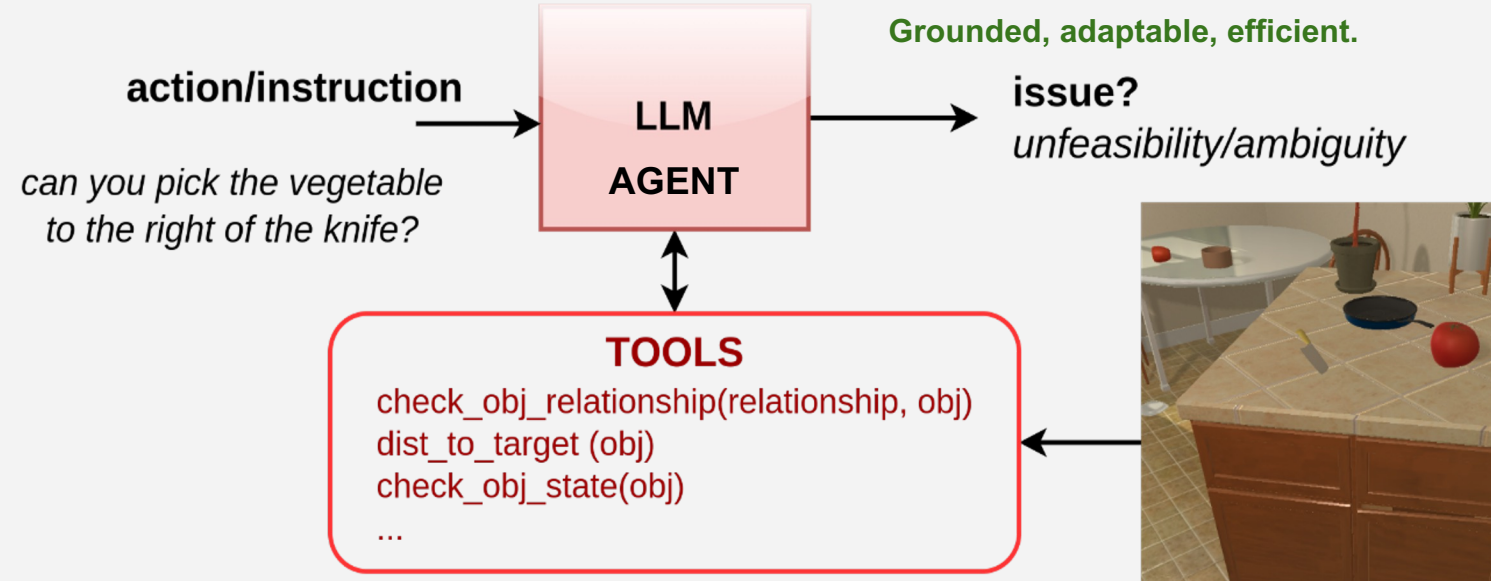 Grounded, adaptable, efficient.
action/instruction
can you pick the vegetable
to the right of the knife?
LLM
AGENT
issue?
unfeasibility/ambiguity
TOOLS
check_obj_relationship(relationship, obj)
dist_to_target (obj)
check_obj_state(obj)
...